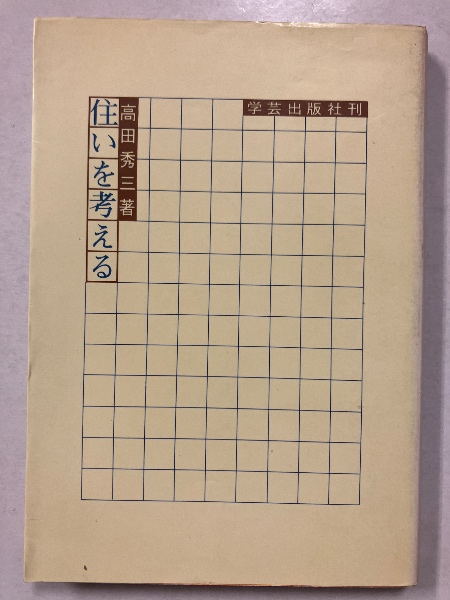 学芸出版社刊
高田秀三著
住いを考える